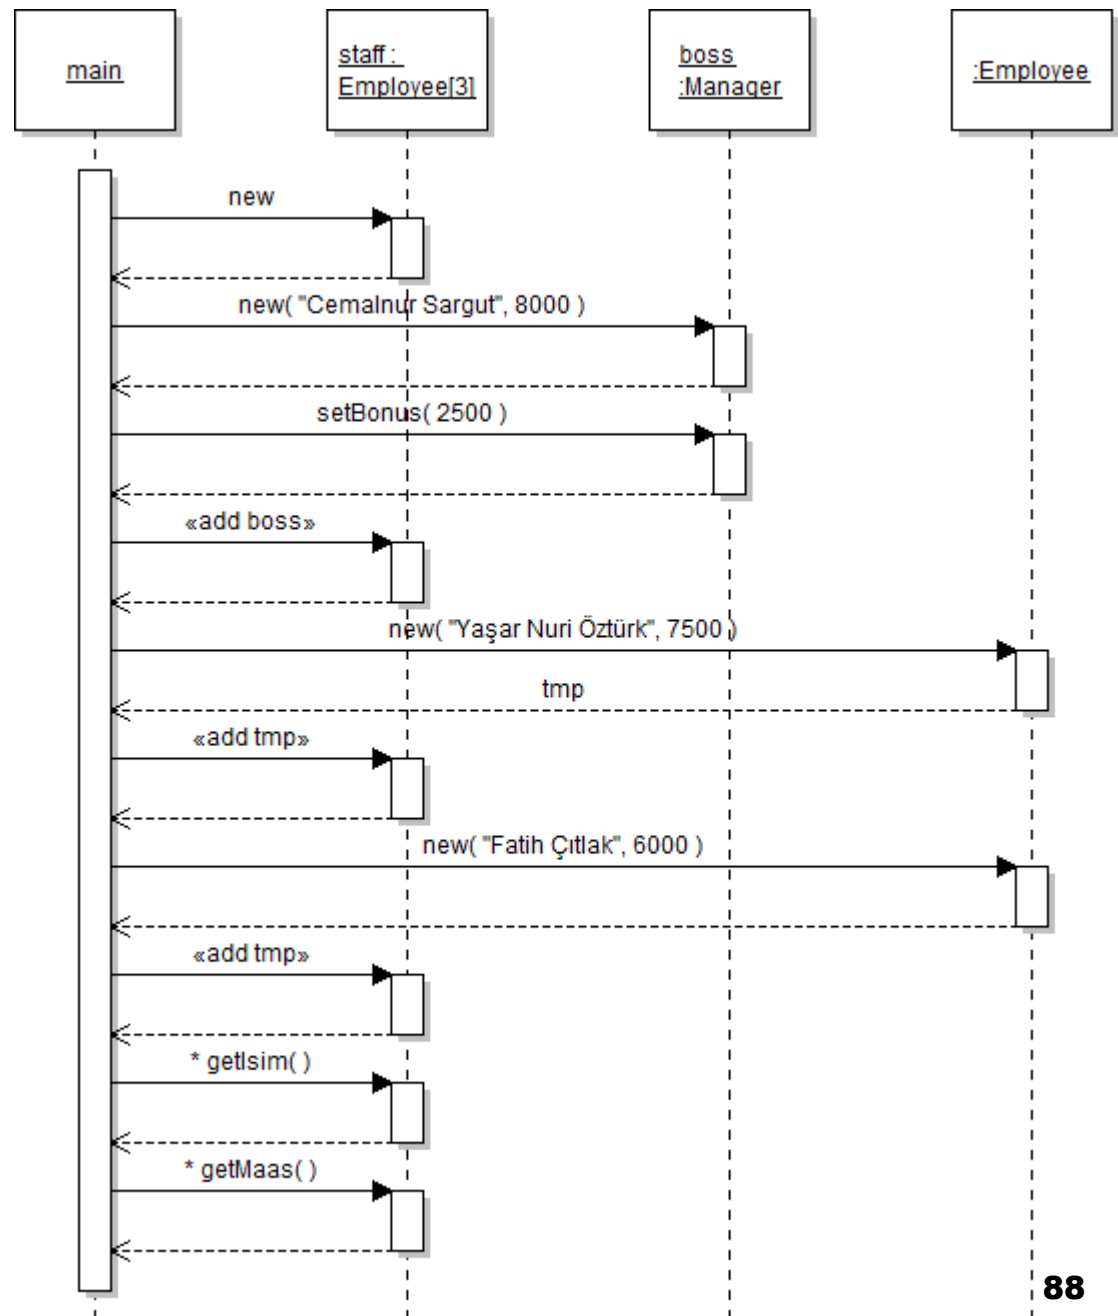 main
staff :
Employee[3]
boss
:Manager
:Employee
new
new( "Cemalnur Sargut", 8000 )
setBonus( 2500 )
«add boss»
new( "Yaşar Nuri Öztürk", 7500 )
tmp
«add tmp»
new( "Fatih Çıtlak", 6000 )
«add tmp»
* getIsim( )
* getMaas( )
88